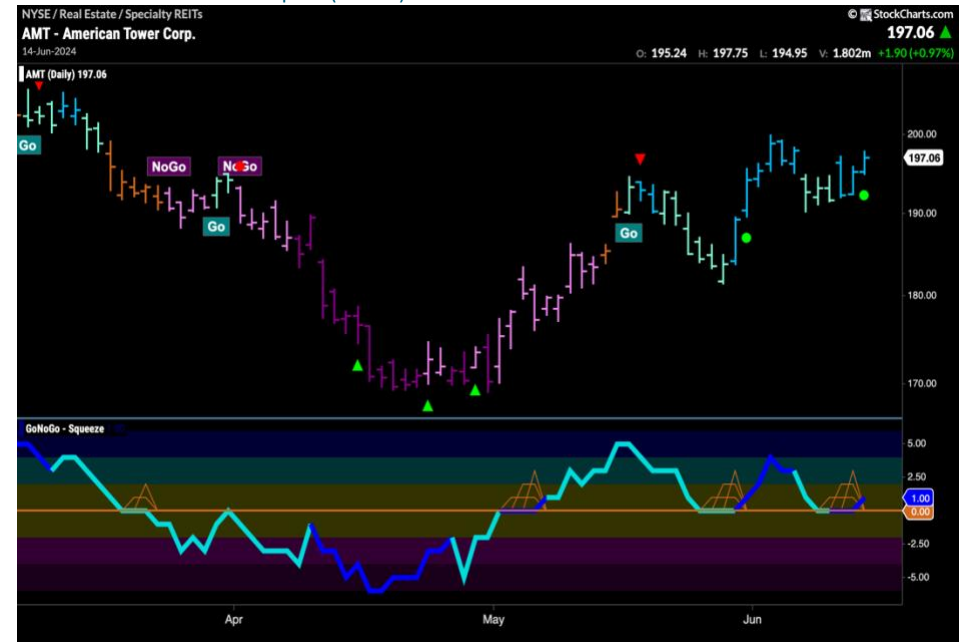 NYSE / Real Estate / Specialty REITs
© StockCharts.com
AMT - American Tower Corp.
197.06
14-Jun-2024
O: 195.24 H: 197.75 L: 194.95 V: 1.802m +1.90 (+0.97%)
AMT (Daily) 197.06
Go
NoGo
NoGo
Go
Go
200.00
197.06
190.00
180.00
170.00
GoNoGo - Squeeze
5.00
2.50
1.00
0.00
-2.50
-5.00
Apr
May
Jun